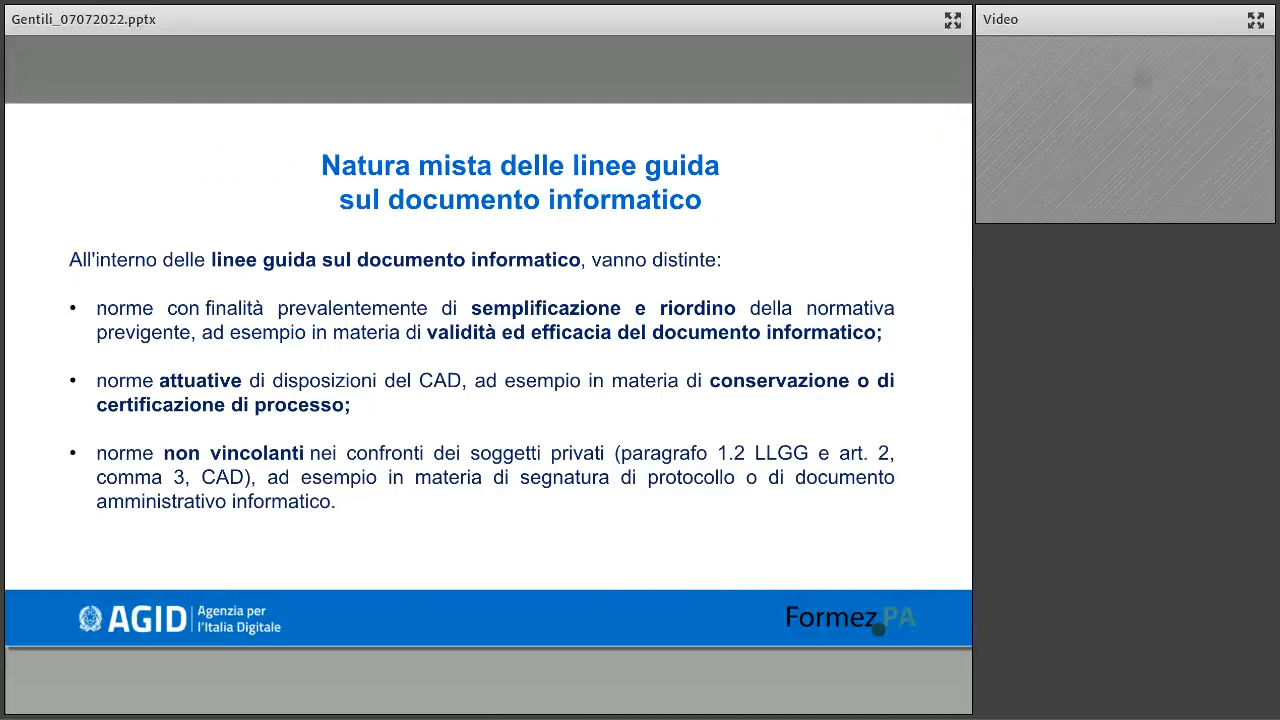 Gentili_07072022.pptx
Video
Natura mista delle linee guida
sul documento informatico
All'interno delle linee guida sul documento informatico, vanno distinte:
• norme con finalità prevalentemente di semplificazione e riordino della normativa
previgente, ad esempio in materia di validità ed efficacia del documento informatico;
• norme attuative di disposizioni del CAD, ad esempio in materia di conservazione o di
certificazione di processo;
• norme non vincolanti nei confronti dei soggetti privati (paragrafo 1.2 LLGG e art. 2,
comma 3, CAD), ad esempio in materia di segnatura di protocollo o di documento
amministrativo informatico.
AGID Agenzia per
l'Italia Digitale
Formez PA